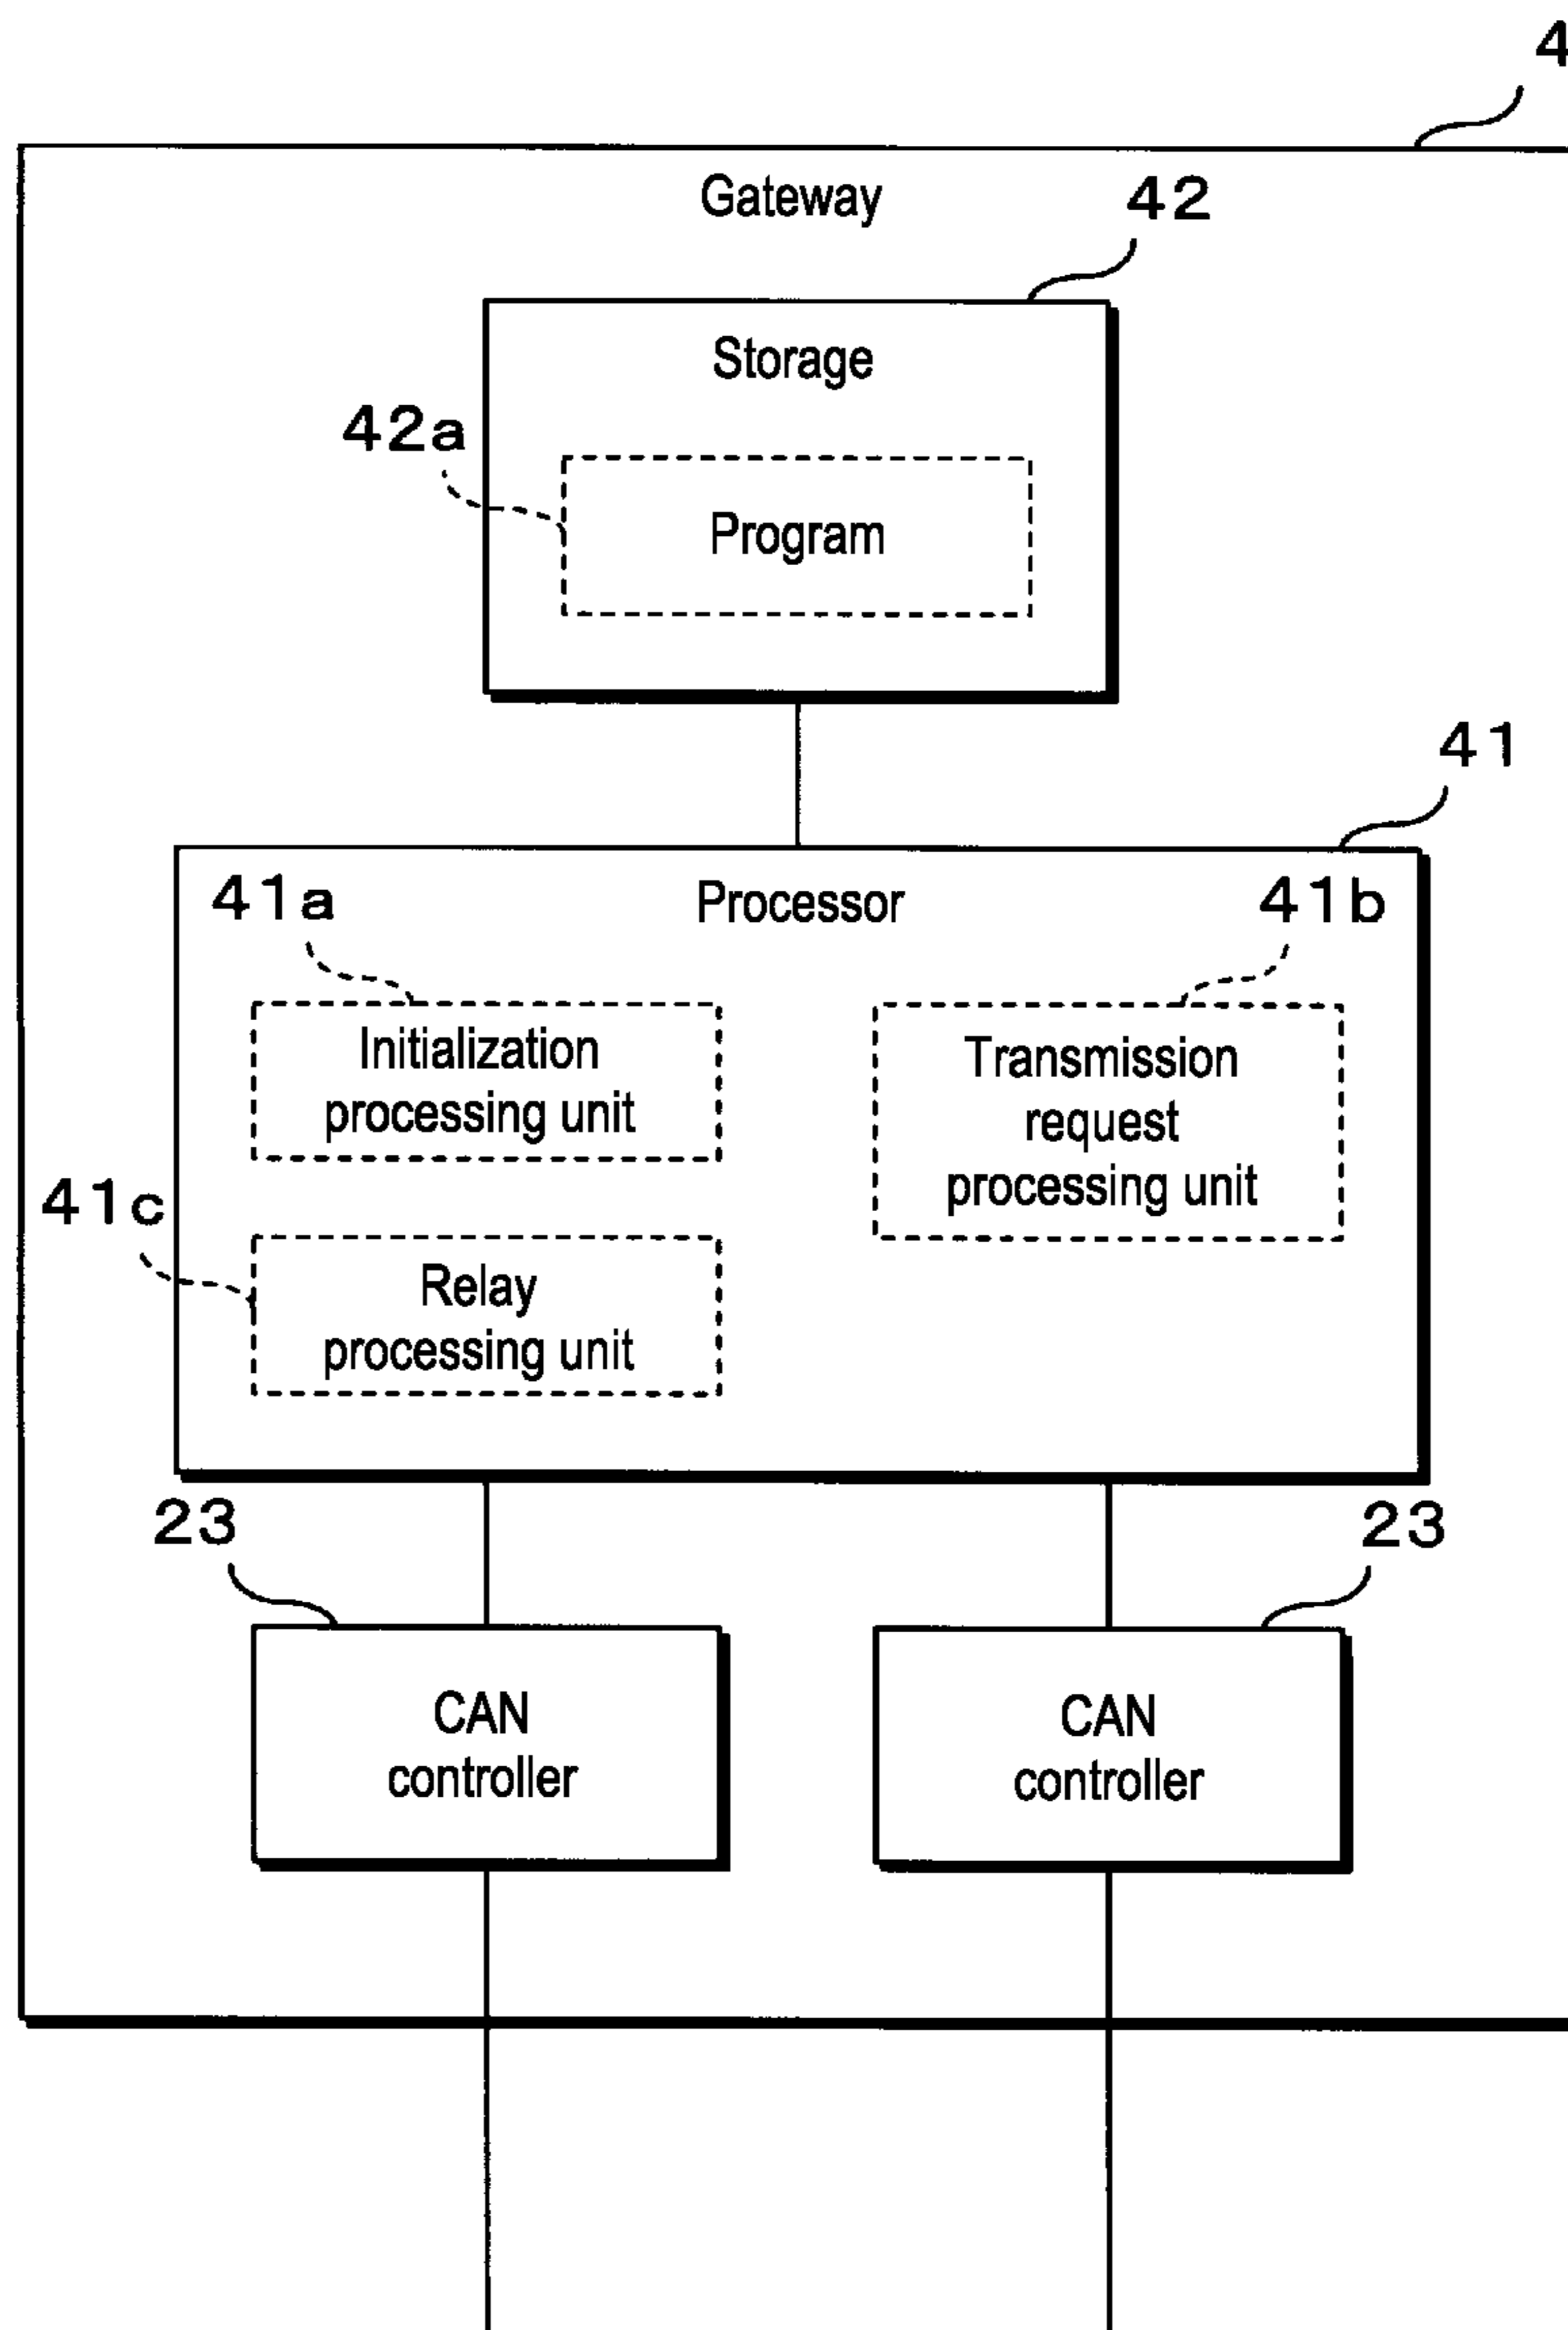 4
Gateway
42
Storage
42a
Program
41
Processor
41a
41b
Initialization
processing unit
Transmission
request
processing unit
41c
Relay
processing unit
23
23
CAN
controller
CAN
controller